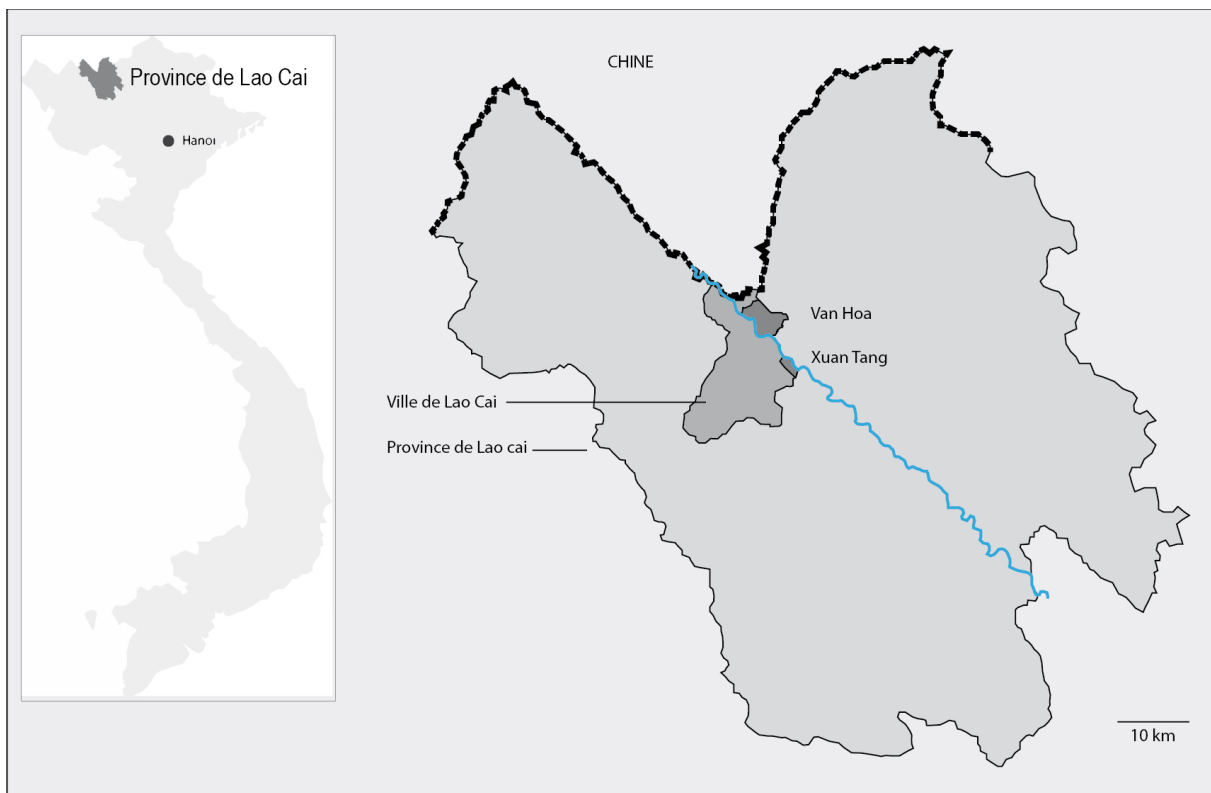 Province de Lao Cai
Hanoi
CHINE
Van Hoa
Xuan Tang
Ville de Lao Cai
Province de Lao cai
10 km